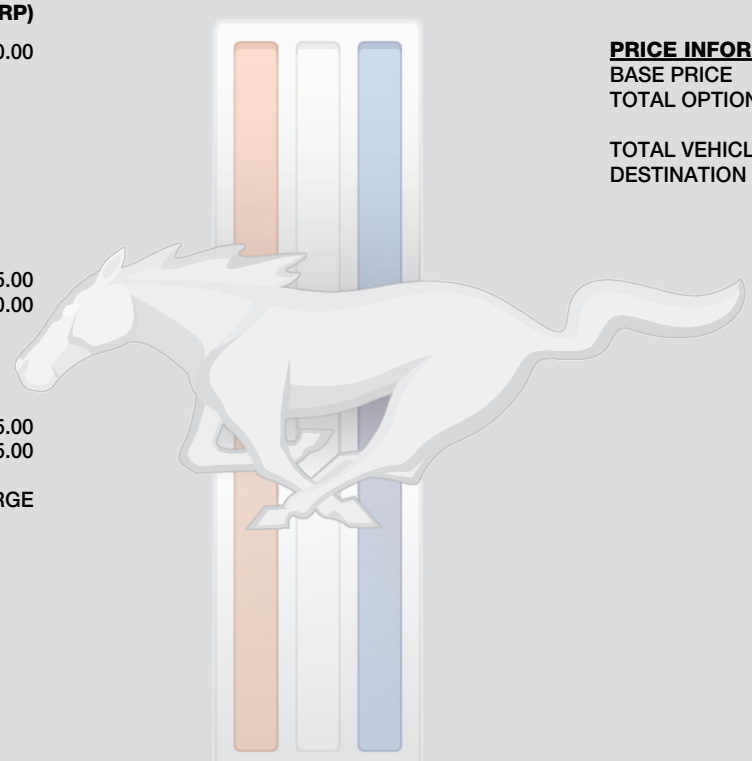 RP)
0.00
5.00
0.00
5.00
5.00
RGE
PRICE INFOR
BASE PRICE
TOTAL OPTION
TOTAL VEHICL
DESTINATION